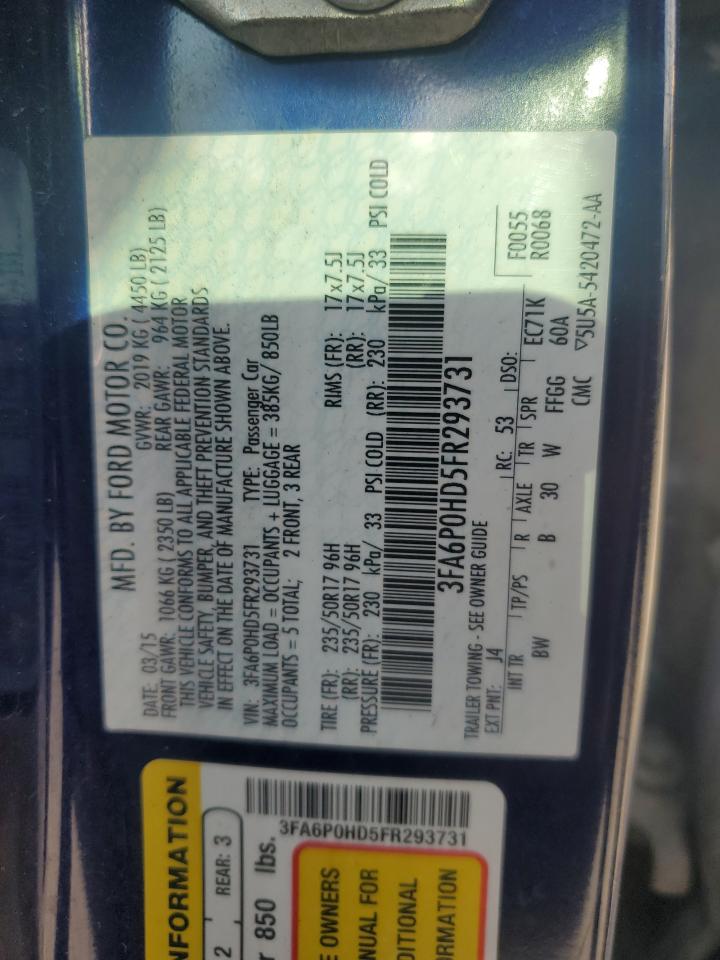 MFD. BY FORD MOTOR CO.
DATE: 03/15 GVWR: 2019 KG ( 4450 LB)
FRONT GAWR: 1066 KG ( 2350 LB) REAR GAWR: 964 KG ( 2125 LB)
THIS VEHICLE CONFORMS TO ALL APPLICABLE FEDERAL MOTOR
VEHICLE SAFETY, BUMPER, AND THEFT PREVENTION STANDARDS
IN EFFECT ON THE DATE OF MANUFACTURE SHOWN ABOVE.
VIN: 3FA6P0HD5FR293731 TYPE: Passenger Car
MAXIMUM LOAD = OCCUPANTS + LUGGAGE = 385KG/ 850LB
OCCUPANTS = 5 TOTAL; 2 FRONT, 3 REAR
TIRE (FR): 235/50R17 96H RIMS (FR): 17x7.5J
(RR): 235/50R17 96H (RR): 17x7.5J
PRESSURE (FR): 230 kPa/ 33 PSI COLD (RR): 230 kPa/ 33 PSI COLD
3FA6P0HD5FR293731
TRAILER TOWING - SEE OWNER GUIDE
EXT PNT: J4 RC: 53 DSO: F0055
R0068
INT TR TP/PS R AXLE TR SPR EC71K
BW B 30 W FFGG 60A
CMC ▽5U5A-5420472-AA
NFORMATION
2 REAR: 3
r 850 lbs.
3FA6P0HD5FR293731
E OWNERS
NUAL FOR
DITIONAL
ORMATION